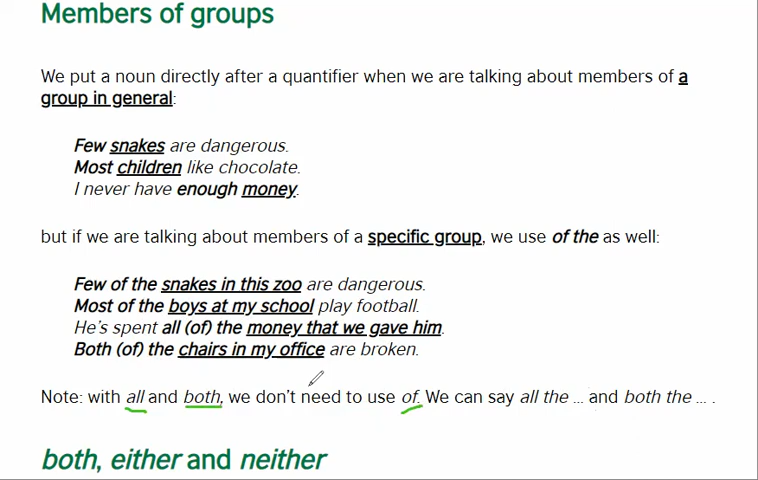 Members of groups
We put a noun directly after a quantifier when we are talking about members of a
group in general:
Few snakes are dangerous.
Most children like chocolate.
I never have enough money.
but if we are talking about members of a specific group, we use of the as well:
Few of the snakes in this zoo are dangerous.
Most of the boys at my school play football.
He's spent all (of) the money that we gave him.
Both (of) the chairs in my office are broken.
Note: with all and both, we don't need to use of. We can say all the ... and both the ... .
both, either and neither